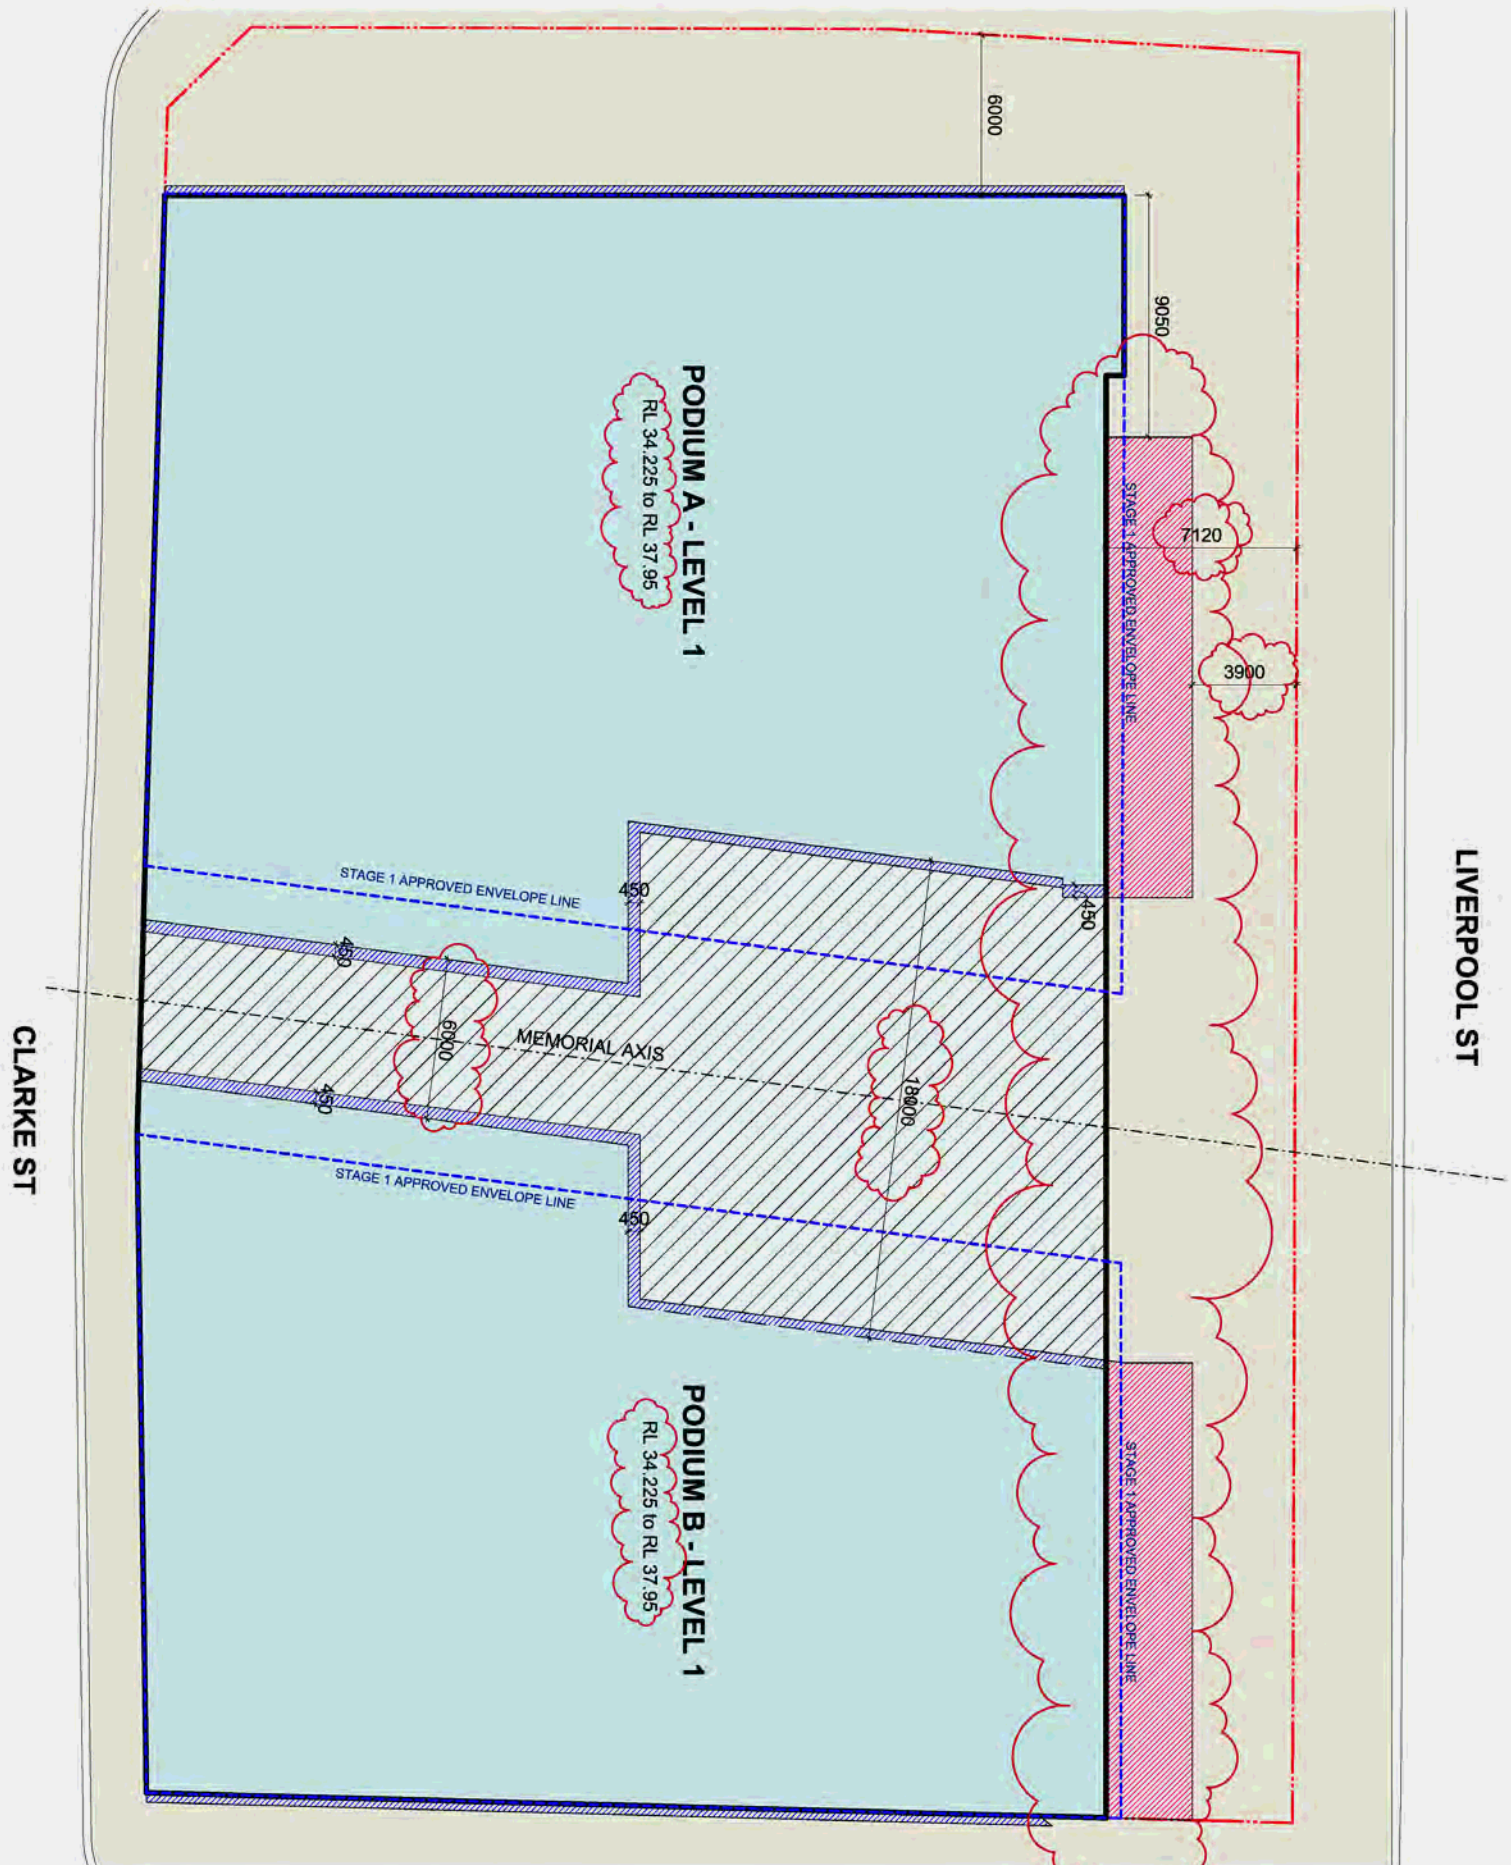 6000
9050
PODIUM A - LEVEL 1
RL 34.225 to RL 37.95
STAGE 1 APPROVED ENVELOPE LINE
7120
3900
LIVERPOOL ST
STAGE 1 APPROVED ENVELOPE LINE
450
450
450
6000
MEMORIAL AXIS
18000
CLARKE ST
450
STAGE 1 APPROVED ENVELOPE LINE
450
PODIUM B - LEVEL 1
RL 34.225 to RL 37.95
STAGE 1 APPROVED ENVELOPE LINE